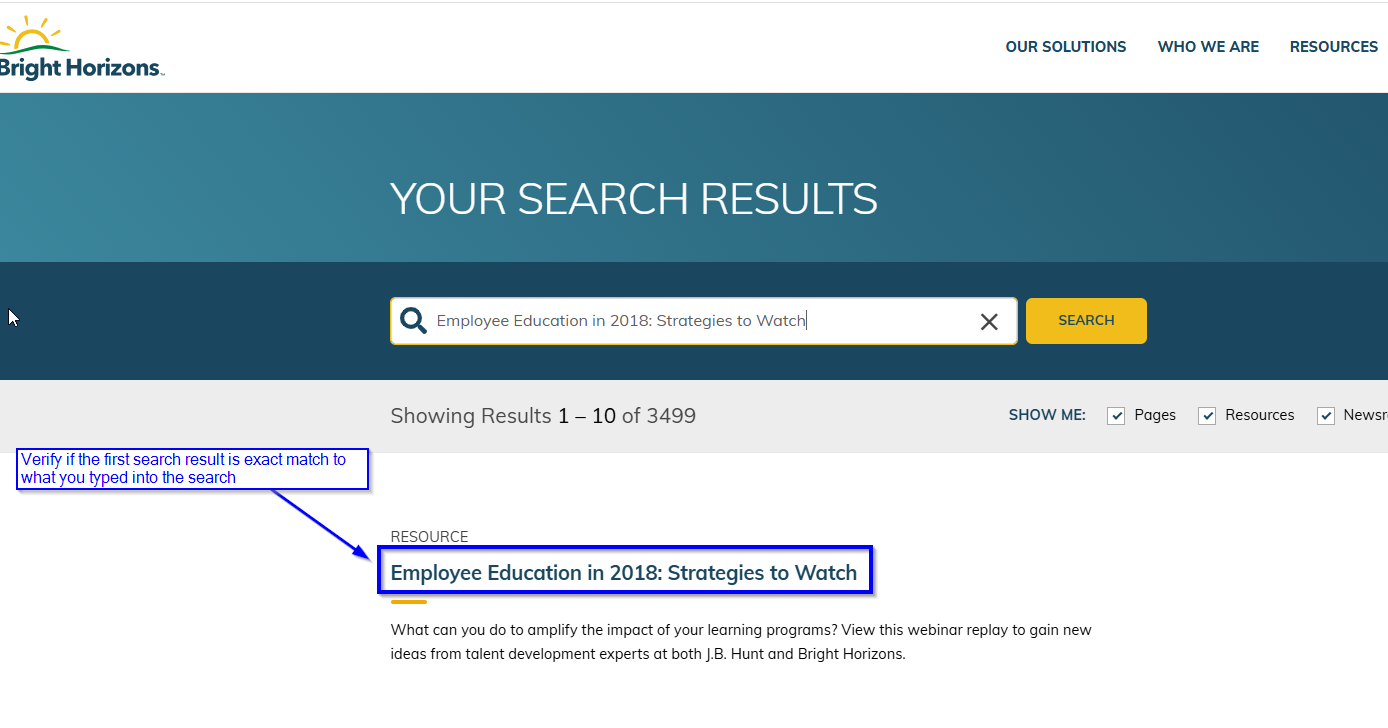 Bright Horizons™
OUR SOLUTIONS WHO WE ARE RESOURCES
YOUR SEARCH RESULTS
Employee Education in 2018: Strategies to Watch
SEARCH
Showing Results 1 – 10 of 3499
SHOW ME: Pages Resources Newsr
Verify if the first search result is exact match to
what you typed into the search
RESOURCE
Employee Education in 2018: Strategies to Watch
What can you do to amplify the impact of your learning programs? View this webinar replay to gain new
ideas from talent development experts at both J.B. Hunt and Bright Horizons.